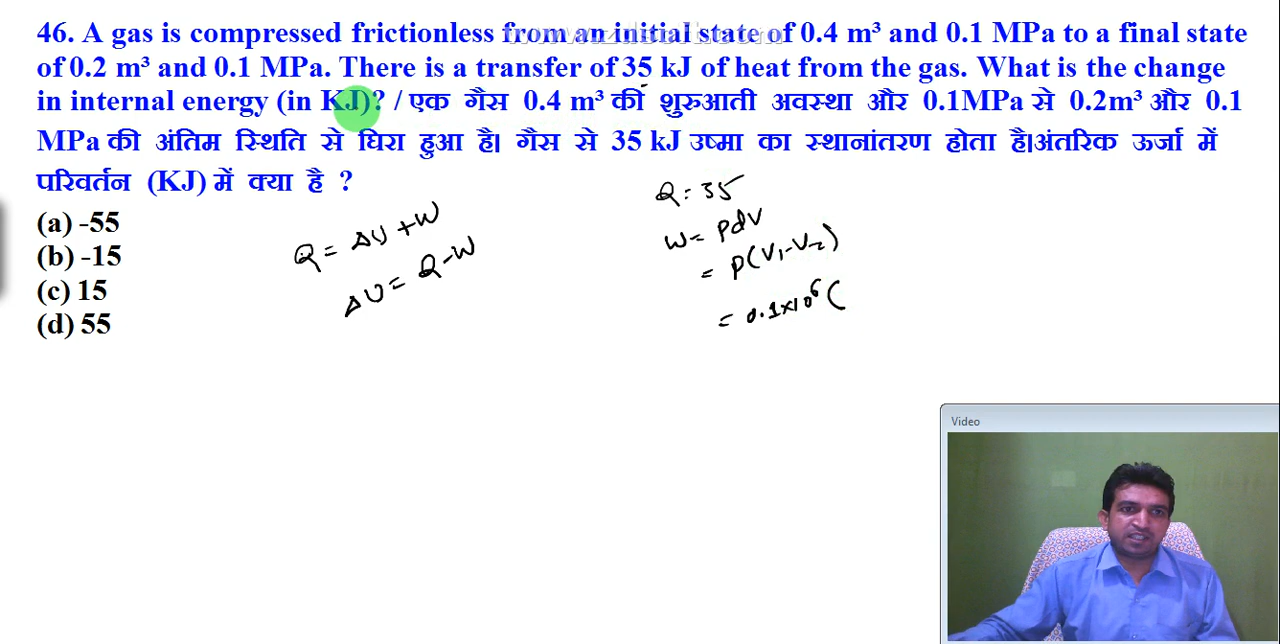 46. A gas is compressed frictionless from an initial state of 0.4 m³ and 0.1 MPa to a final state
of 0.2 m³ and 0.1 MPa. There is a transfer of 35 kJ of heat from the gas. What is the change
in internal energy (in KJ)? / एक गैस 0.4 m³ की शुरुआती अवस्था और 0.1MPa से 0.2m³ और 0.1
MPa की अंतिम स्थिति से घिरा हुआ है। गैस से 35 kJ उष्मा का स्थानांतरण होता है।अंतरिक ऊर्जा में
परिवर्तन (KJ) में क्या है ?
(a) -55
(b) -15
(c) 15
(d) 55
Q = ΔU + W
ΔU = Q - W
Q = 35
W = Pdv
= P(V₁-V₂)
= 0.1×10⁶(
Video